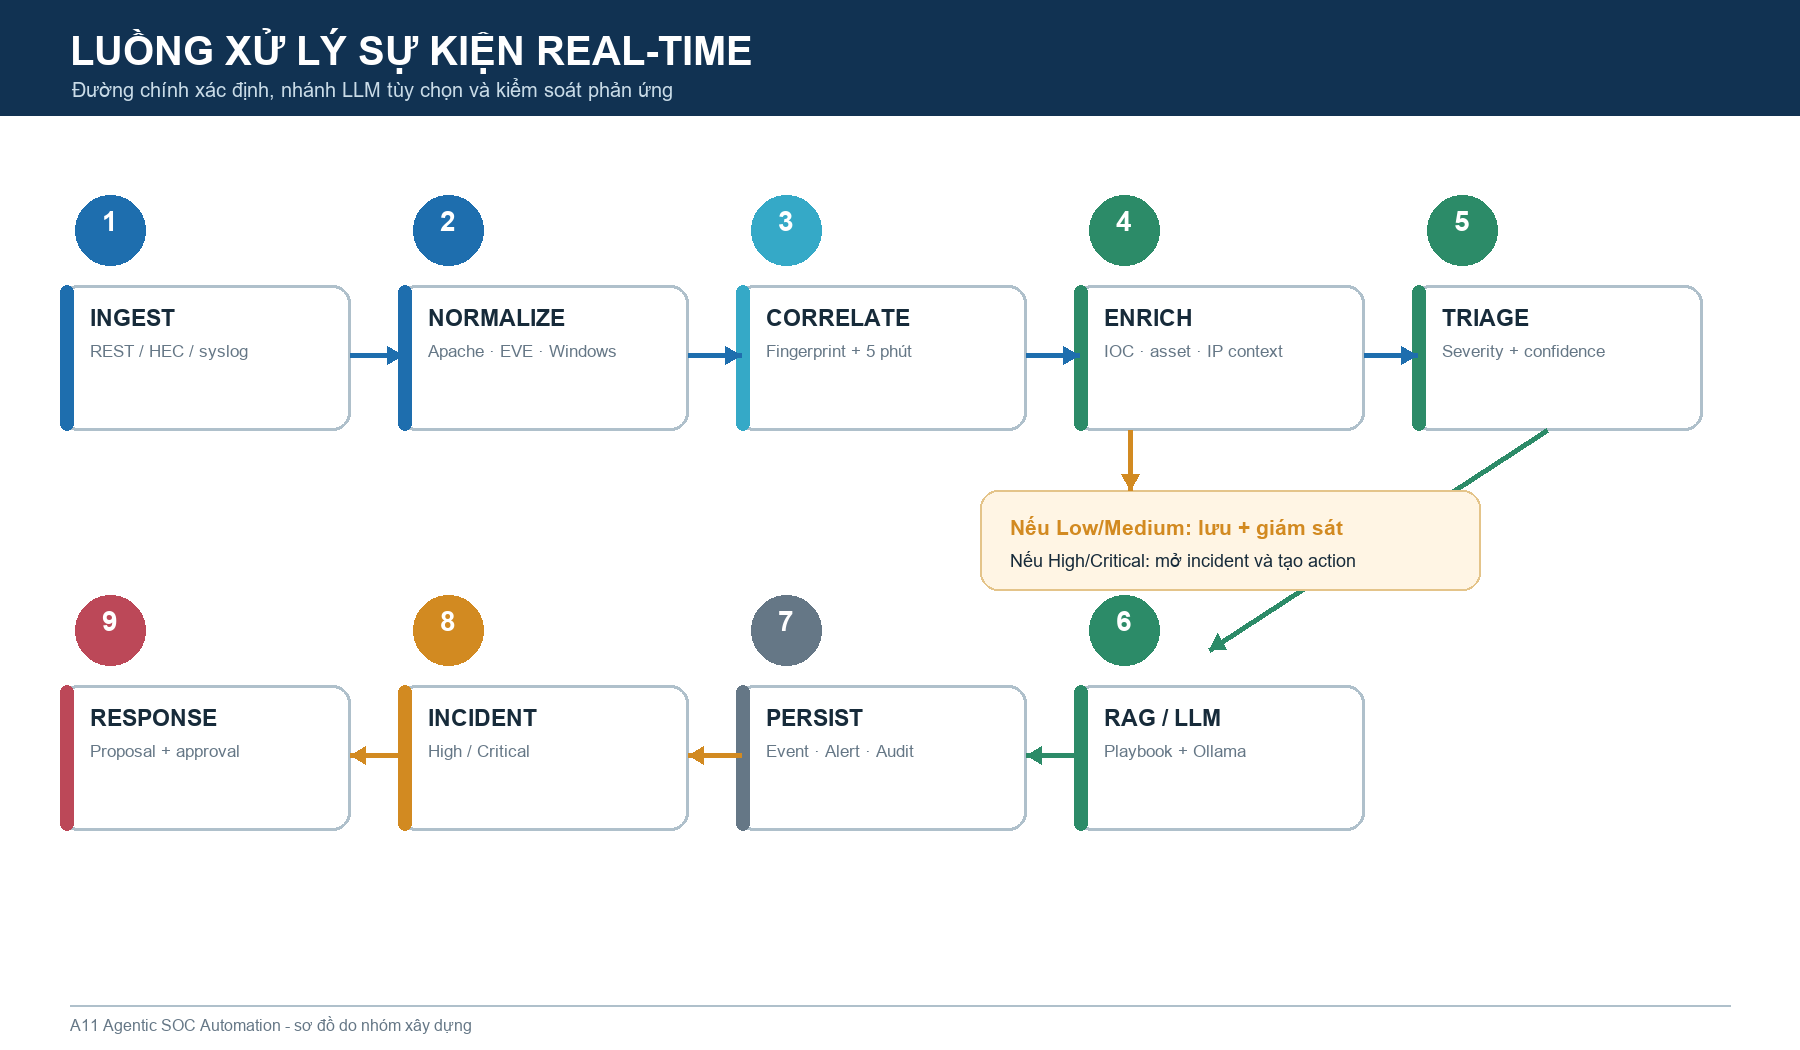 LUỒNG XỬ LÝ SỰ KIỆN REAL-TIME
Đường chính xác định, nhánh LLM tùy chọn và kiểm soát phản ứng
1
INGEST
REST / HEC / syslog
2
NORMALIZE
Apache · EVE · Windows
3
CORRELATE
Fingerprint + 5 phút
4
ENRICH
IOC · asset · IP context
5
TRIAGE
Severity + confidence
Nếu Low/Medium: lưu + giám sát
Nếu High/Critical: mở incident và tạo action
9
RESPONSE
Proposal + approval
8
INCIDENT
High / Critical
7
PERSIST
Event · Alert · Audit
6
RAG / LLM
Playbook + Ollama
A11 Agentic SOC Automation - sơ đồ do nhóm xây dựng